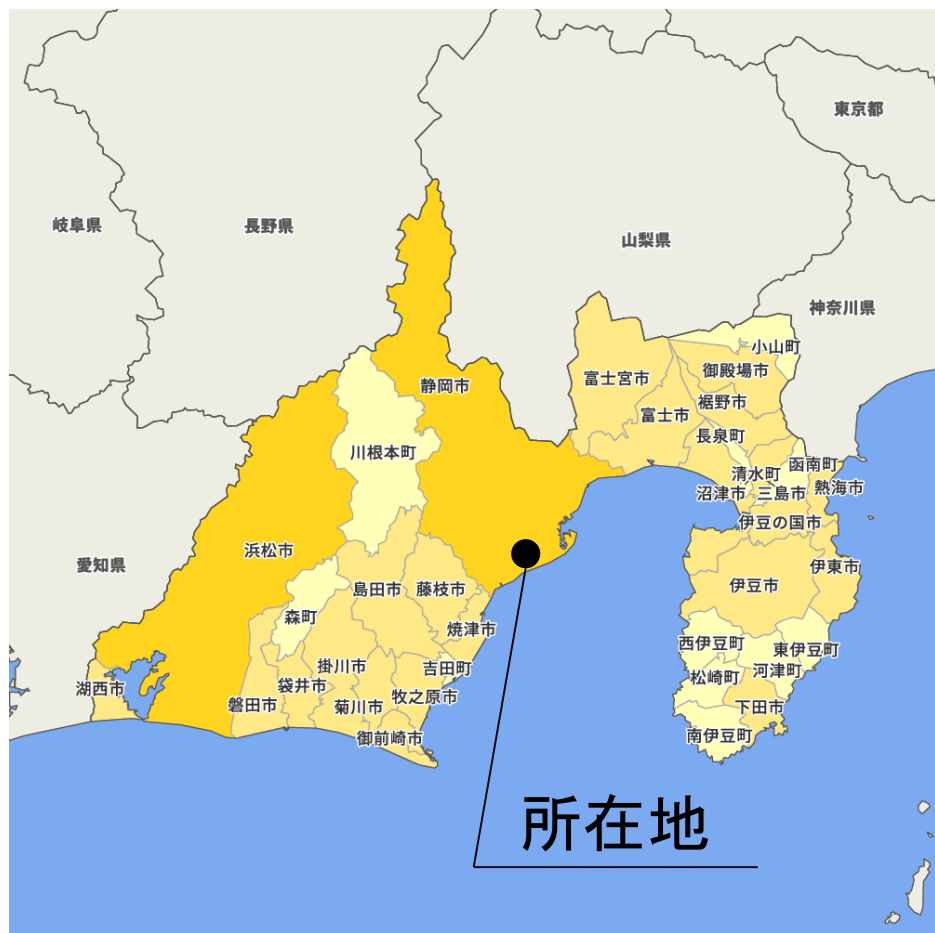 東京都
岐阜県
長野県
山梨県
神奈川県
小山町
御殿場市
富士宮市
静岡市
裾野市
富士市
長泉町
川根本町
函南町
清水町
熱海市
沼津市
三島市
伊豆の国市
浜松市
愛知県
伊東市
伊豆市
島田市
藤枝市
森町
焼津市
西伊豆町
東伊豆町
掛川市
吉田町
河津町
松崎町
袋井市
湖西市
牧之原市
磐田市
菊川市
下田市
御前崎市
南伊豆町
所在地